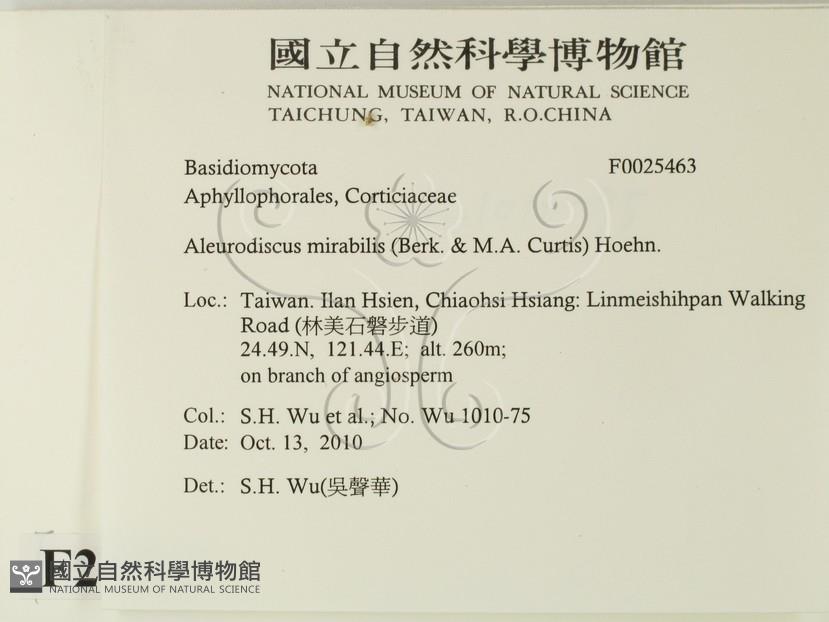 國立自然科學博物館
NATIONAL MUSEUM OF NATURAL SCIENCE
TAICHUNG, TAIWAN, R.O.CHINA
Basidiomycota F0025463
Aphyllophorales, Corticiaceae
Aleurodiscus mirabilis (Berk. & M.A. Curtis) Hoehn.
Loc.: Taiwan. Ilan Hsien, Chiaohsi Hsiang: Linmeishihpan Walking
Road (林美石磐步道)
24.49.N, 121.44.E; alt. 260m;
on branch of angiosperm
Col.: S.H. Wu et al.; No. Wu 1010-75
Date: Oct. 13, 2010
Det.: S.H. Wu(吳聲華)
F2
國立自然科學博物館
NATIONAL MUSEUM OF NATURAL SCIENCE